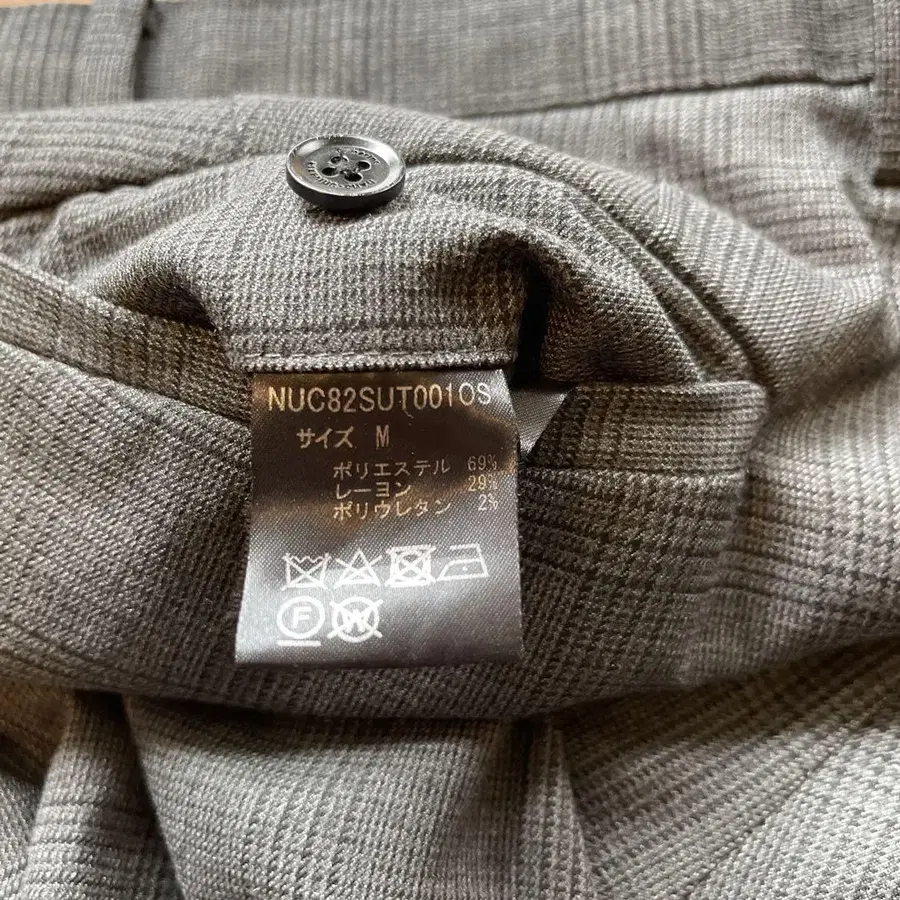 NUC82SUT0010S
サイズ M
ポリエステル 69%
レーヨン 29%
ポリウレタン 2%
F
W